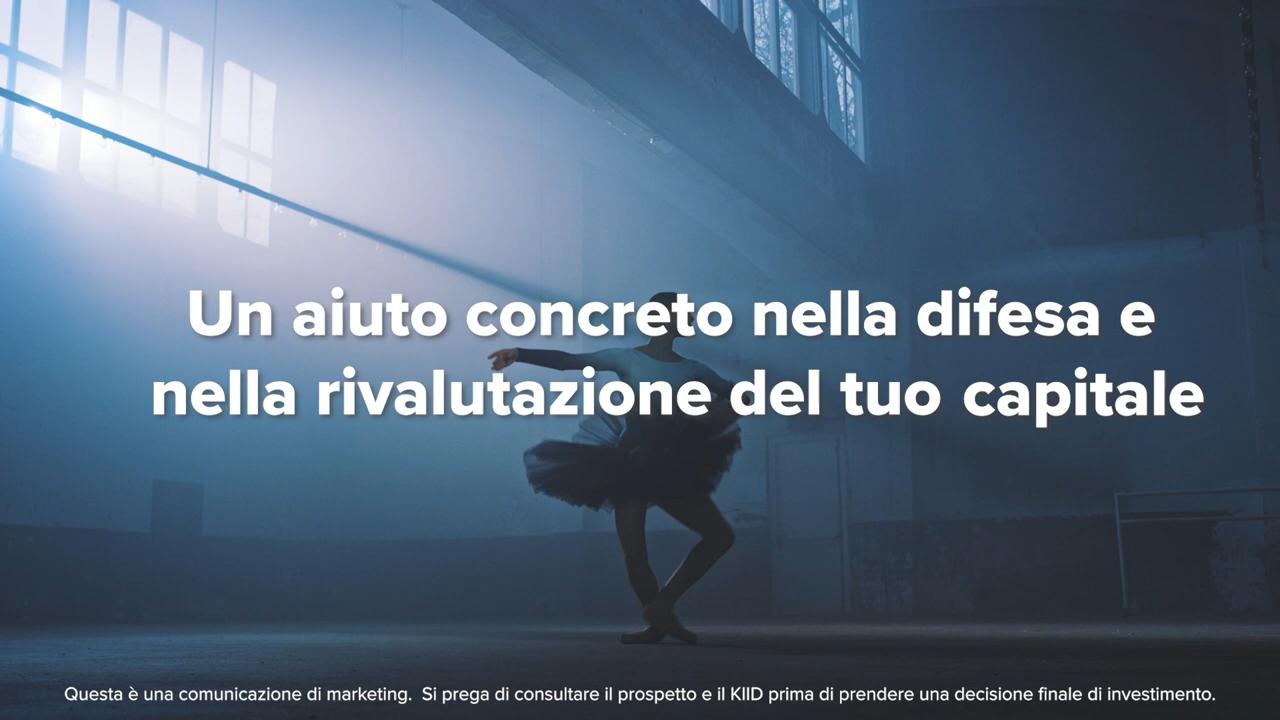 Un aiuto concreto nella difesa e
nella rivalutazione del tuo capitale
Questa è una comunicazione di marketing. Si prega di consultare il prospetto e il KIID prima di prendere una decisione finale di investimento.